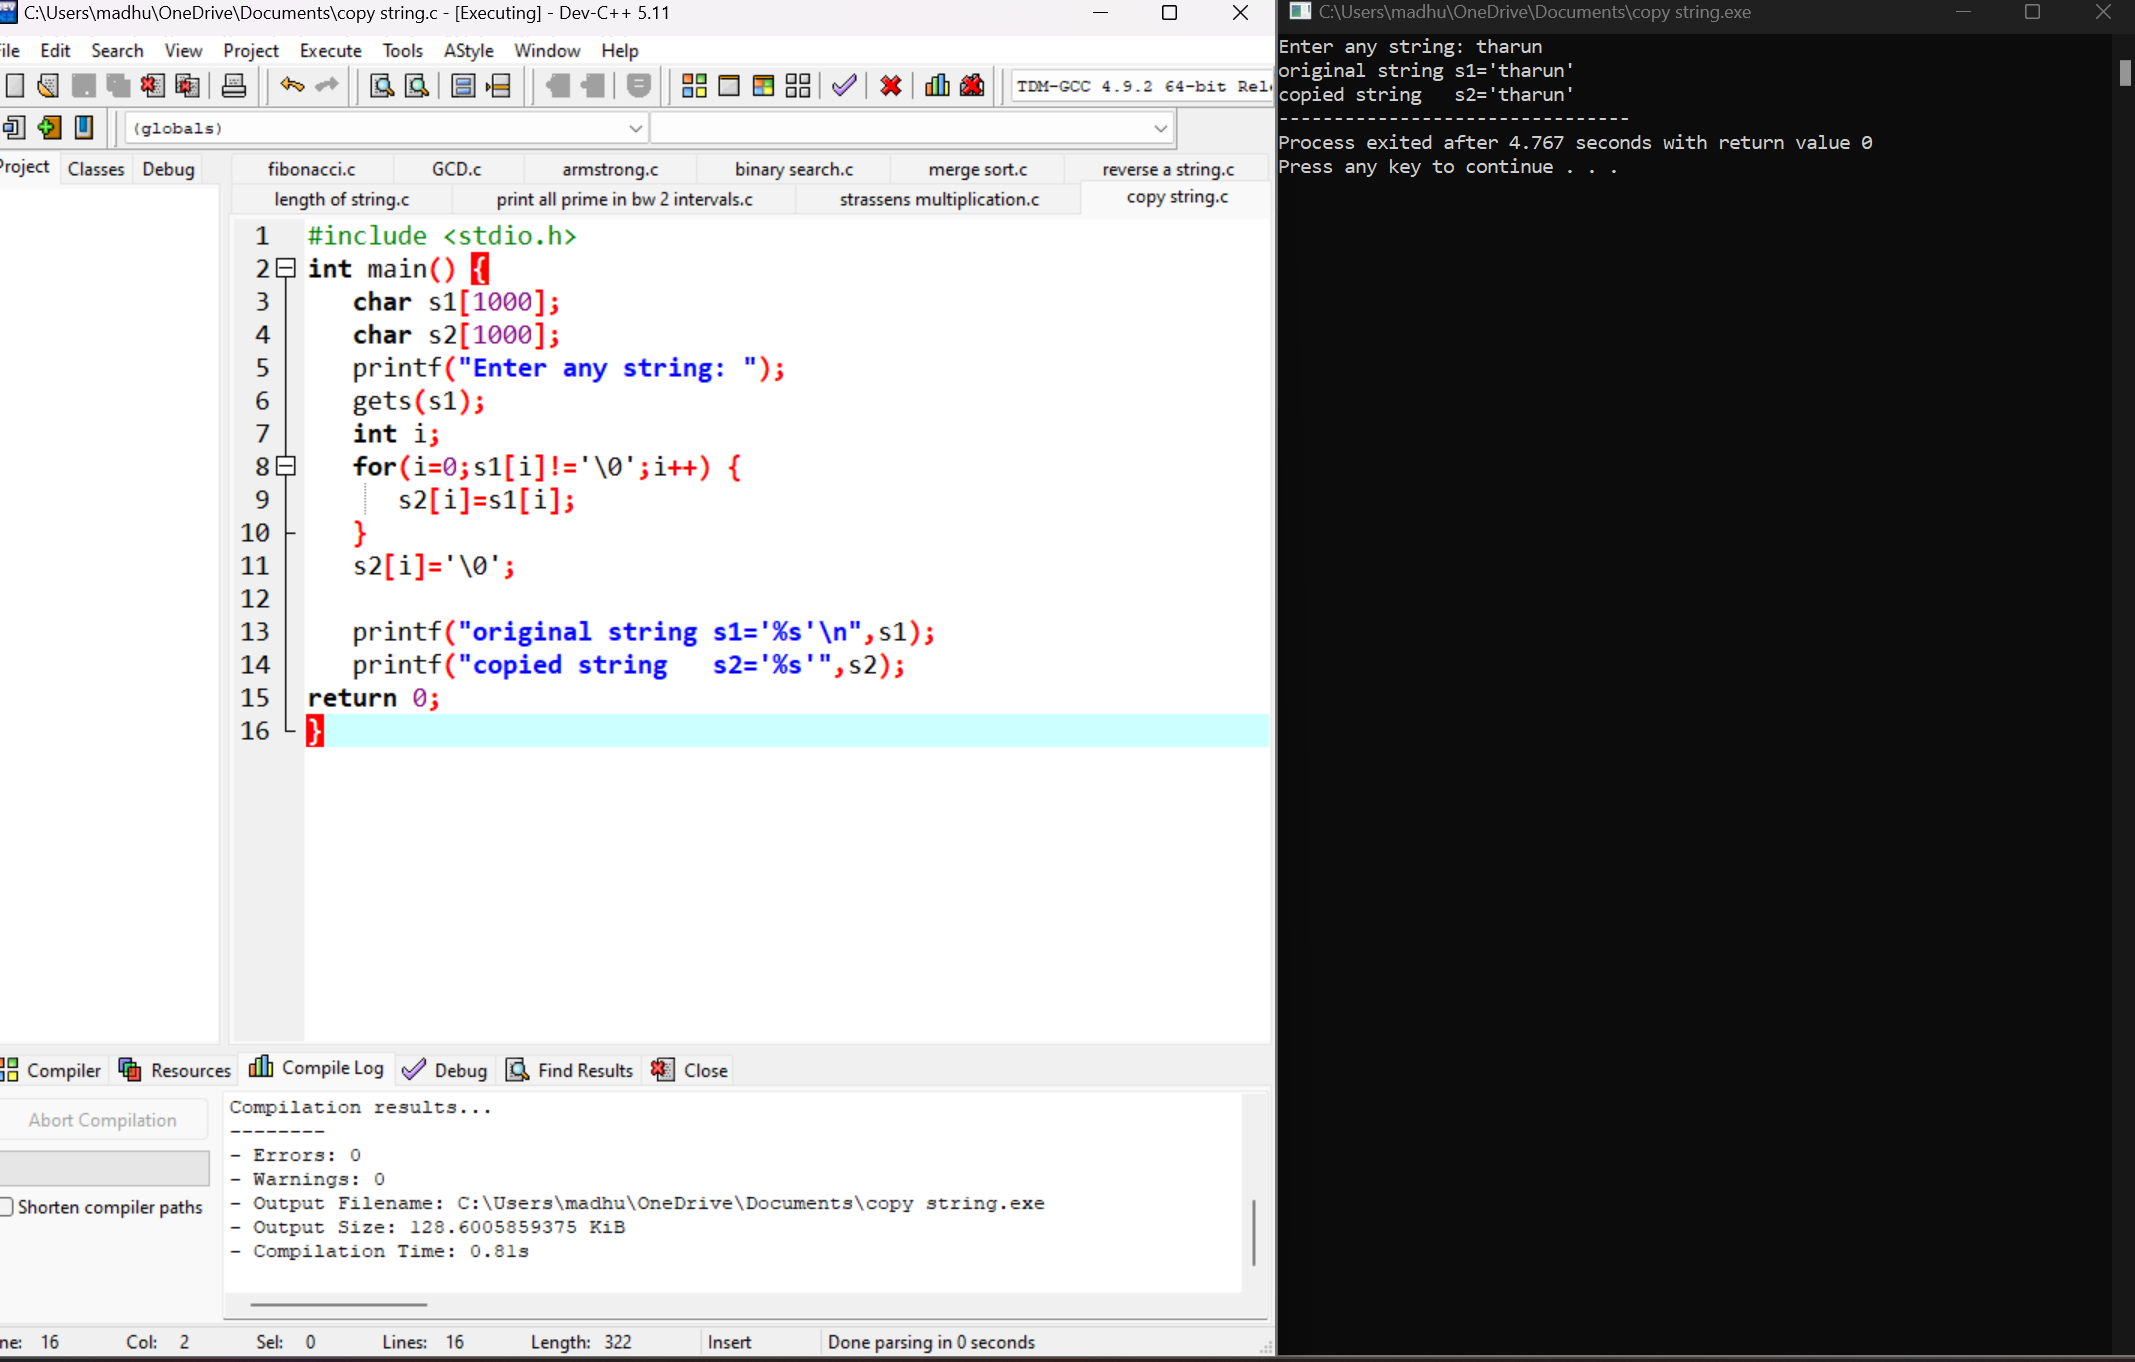 C:\Users\madhu\OneDrive\Documents\copy string.c - [Executing] - Dev-C++ 5.11
ile Edit Search View Project Execute Tools AStyle Window Help
TDM-GCC 4.9.2 64-bit Rel
(globals)
Project Classes Debug
fibonacci.c GCD.c armstrong.c binary search.c merge sort.c reverse a string.c
length of string.c print all prime in bw 2 intervals.c strassens multiplication.c copy string.c
1 #include <stdio.h>
2 int main() {
3 char s1[1000];
4 char s2[1000];
5 printf("Enter any string: ");
6 gets(s1);
7 int i;
8 for(i=0;s1[i]!='\0';i++) {
9 s2[i]=s1[i];
10 }
11 s2[i]='\0';
12
13 printf("original string s1='%s'\n",s1);
14 printf("copied string   s2='%s'",s2);
15 return 0;
16 }
Compiler Resources Compile Log Debug Find Results Close
Abort Compilation
Shorten compiler paths
Compilation results...
--------
- Errors: 0
- Warnings: 0
- Output Filename: C:\Users\madhu\OneDrive\Documents\copy string.exe
- Output Size: 128.6005859375 KiB
- Compilation Time: 0.81s
ne: 16 Col: 2 Sel: 0 Lines: 16 Length: 322 Insert Done parsing in 0 seconds
C:\Users\madhu\OneDrive\Documents\copy string.exe
Enter any string: tharun
original string s1='tharun'
copied string   s2='tharun'
--------------------------------
Process exited after 4.767 seconds with return value 0
Press any key to continue . . .